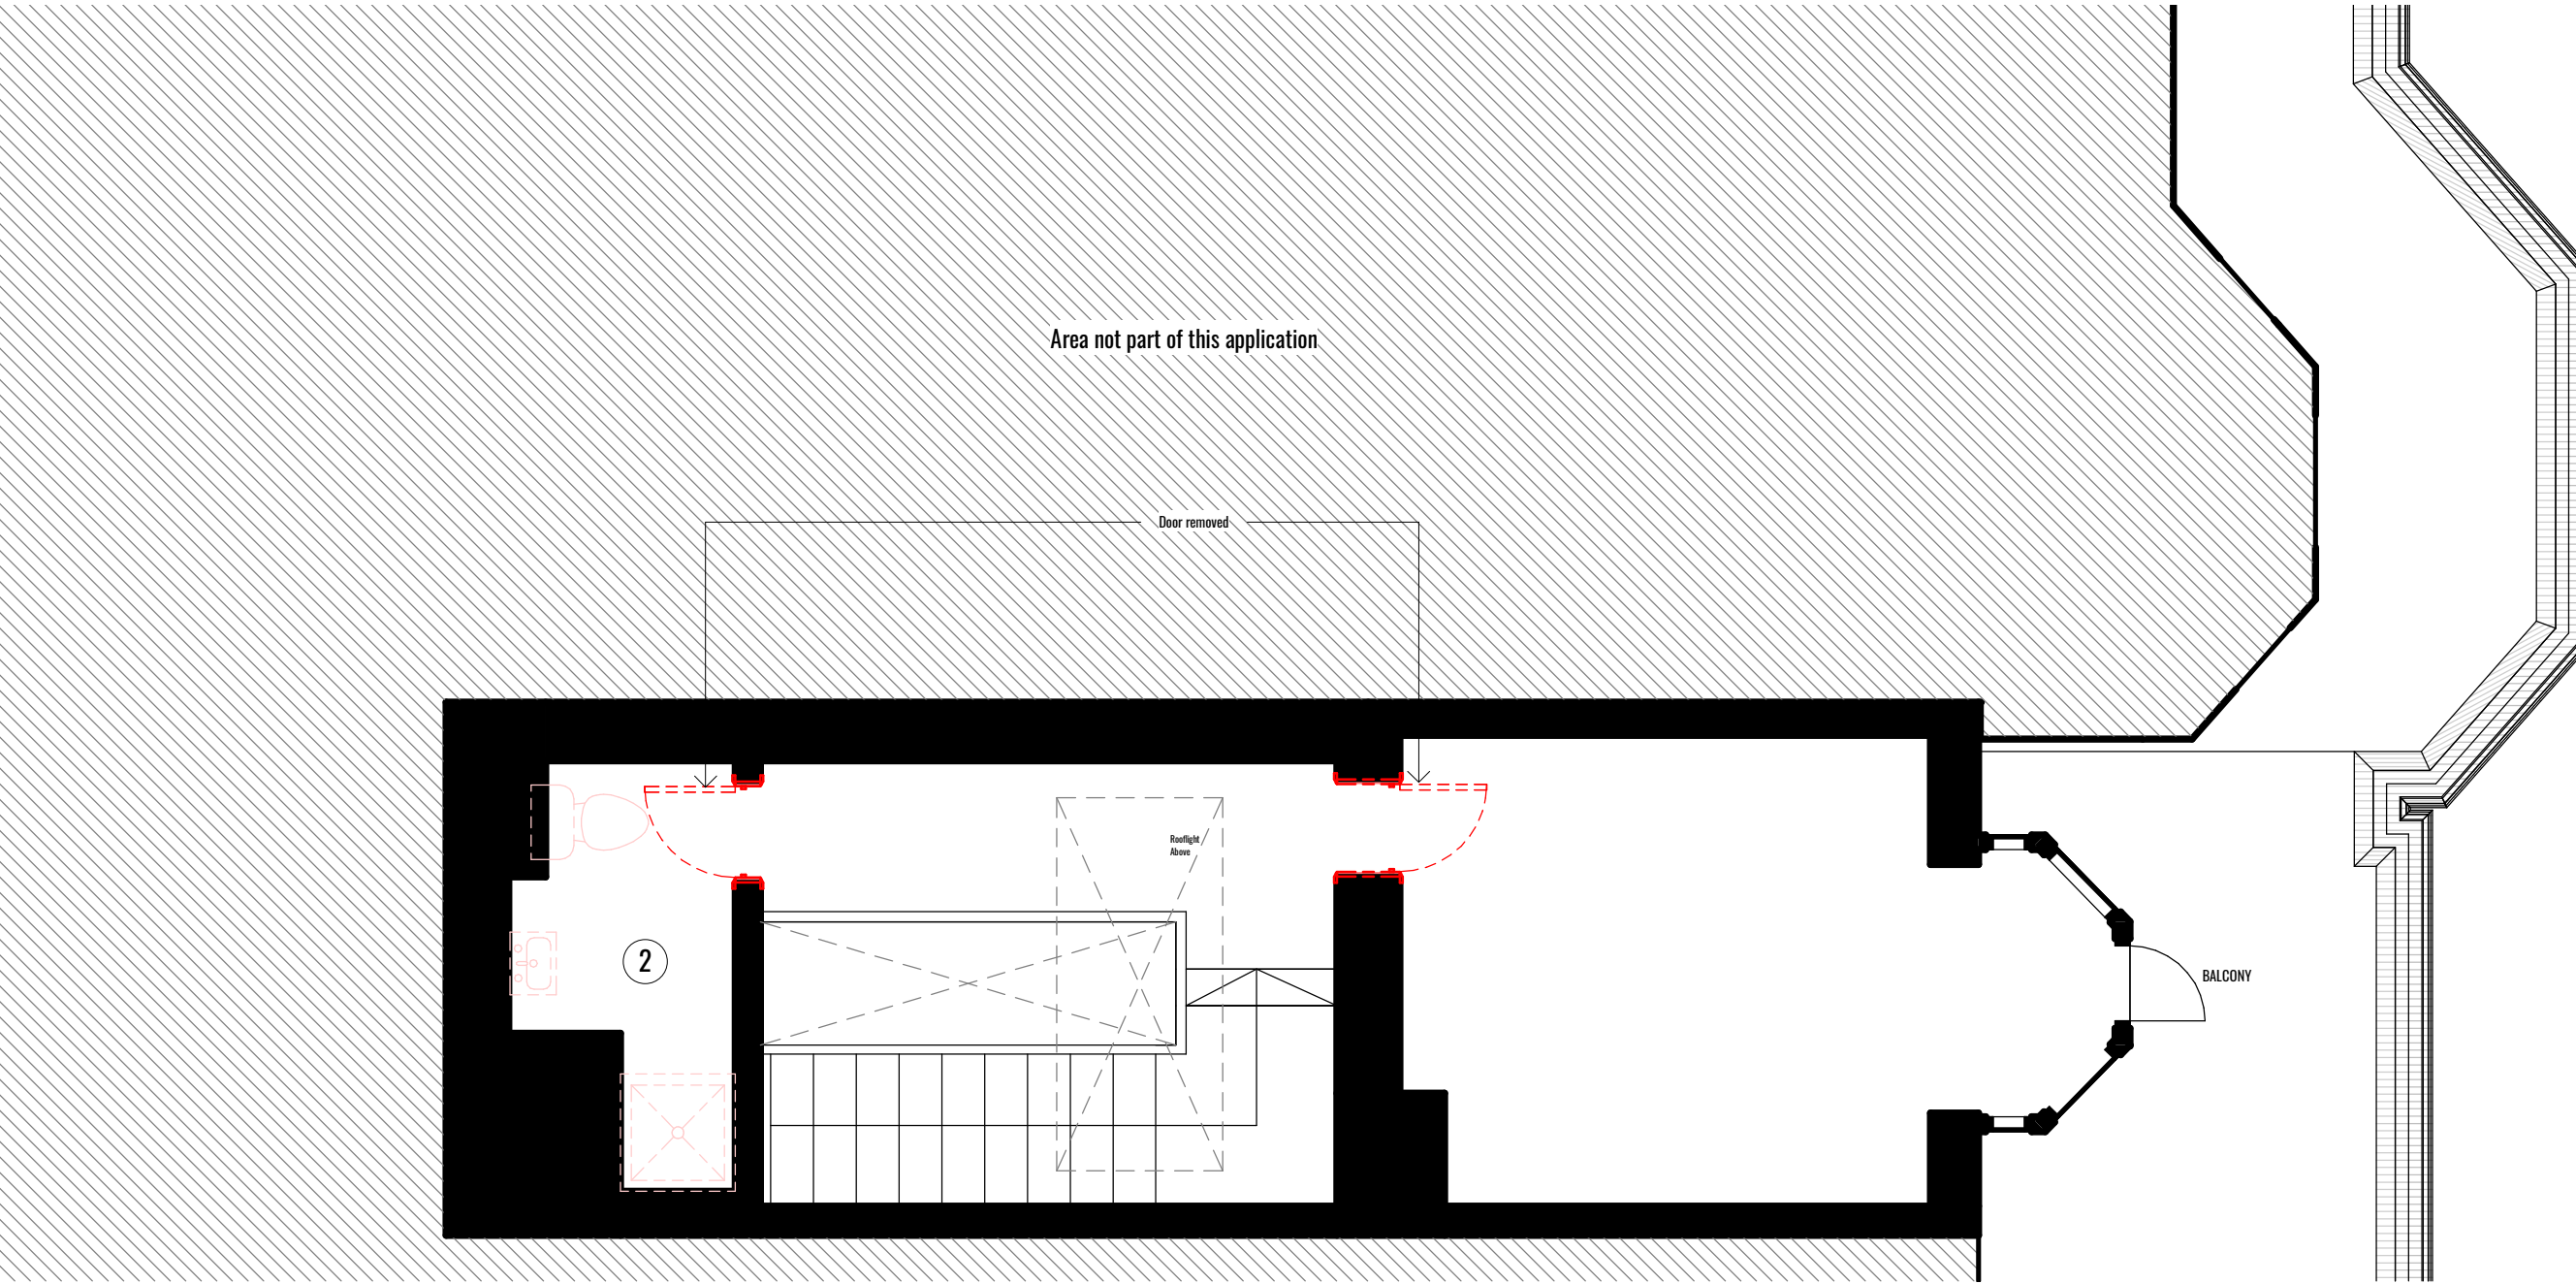 Area not part of this application
Door removed
Rooflight
Above
2
BALCONY